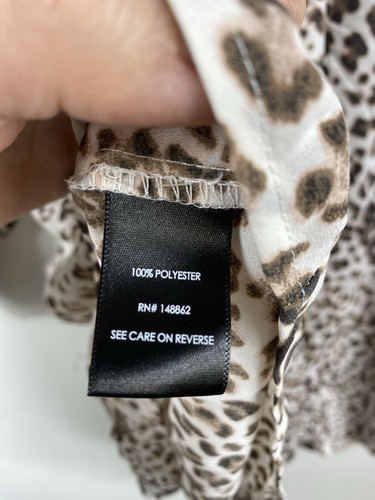 100% POLYESTER
RN# 148862
SEE CARE ON REVERSE